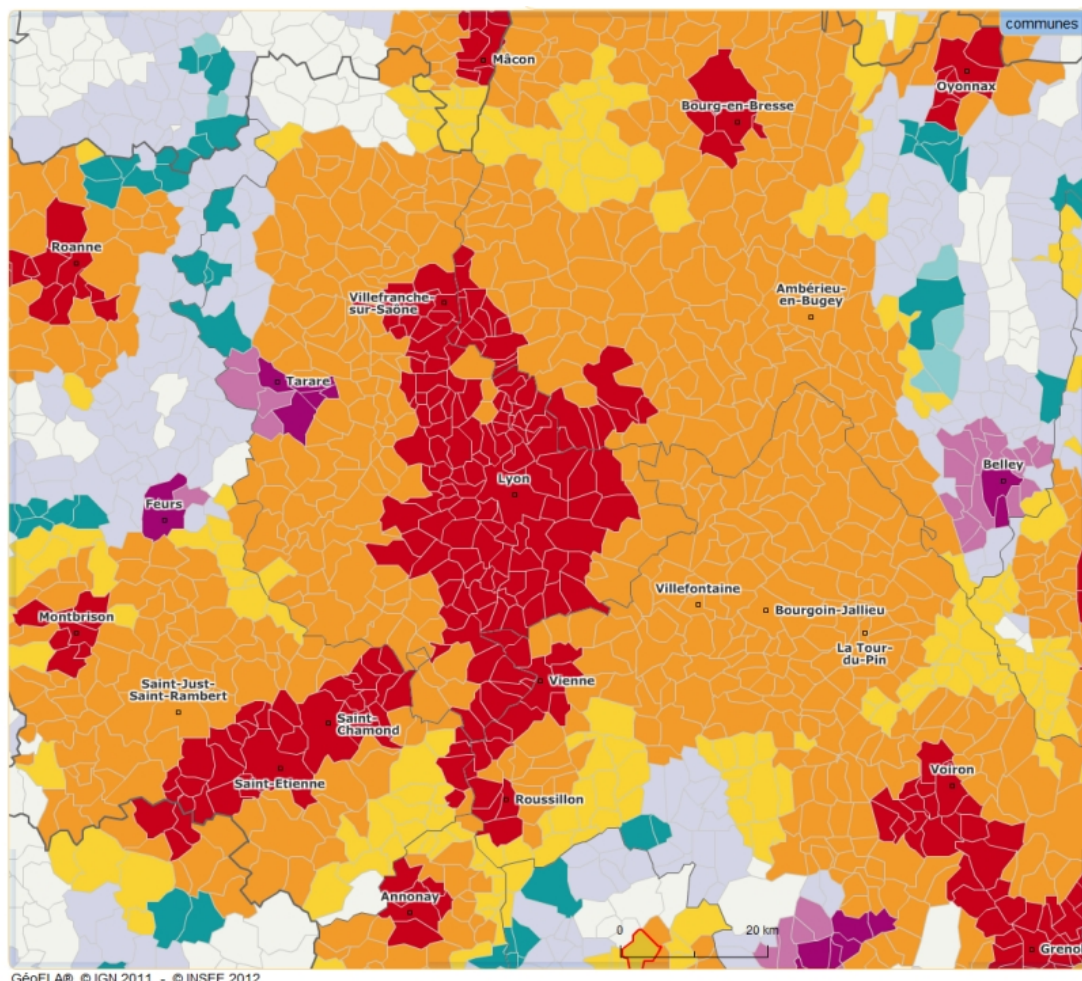 communes
Mâcon
Oyonnax
Bourg-en-Bresse
Roanne
Ambérieu-
en-Bugey
Villefranche-
sur-Saône
Tarare
Belley
Lyon
Feurs
Villefontaine
Bourgoin-Jallieu
Montbrison
La Tour-
du-Pin
Saint-Just-
Saint-Rambert
Vienne
Saint-
Chamond
Saint-Etienne
Voiron
Roussillon
Annonay
0
20 km
Greno
GéoFLA®, © IGN 2011 - © INSEE 2012